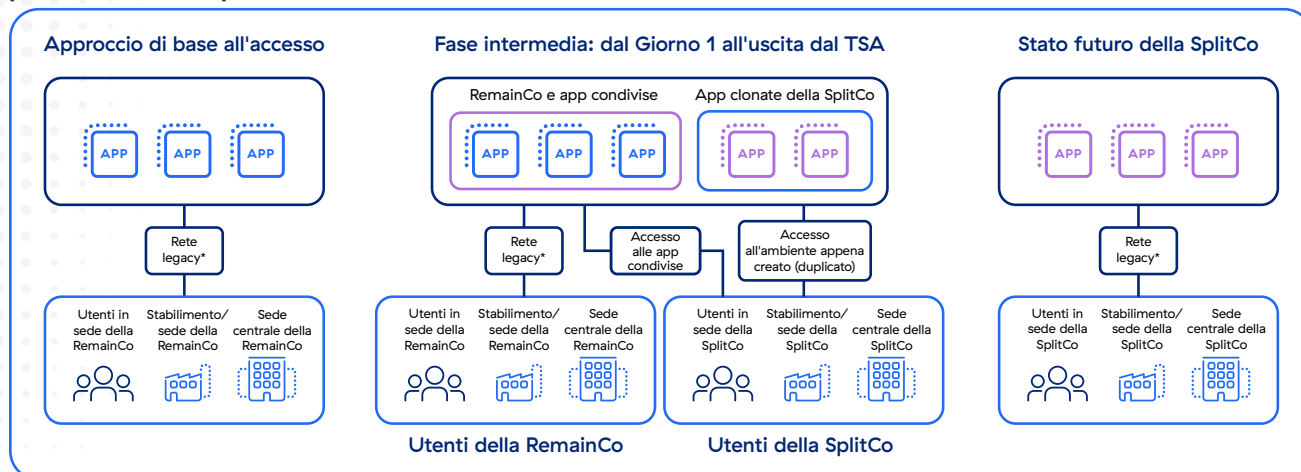 Approccio di base all'accesso
APP
APP
APP
Rete
legacy*
Utenti in
sede della
RemainCo
Stabilimento/
sede della
RemainCo
Sede
centrale della
RemainCo
Fase intermedia: dal Giorno 1 all'uscita dal TSA
RemainCo e app condivise
App clonate della SplitCo
APP
APP
APP
APP
APP
Rete
legacy*
Accesso
alle app
condivise
Accesso
all'ambiente appena
creato (duplicato)
Utenti in
sede della
RemainCo
Stabilimento/
sede della
RemainCo
Sede
centrale della
RemainCo
Utenti in
sede della
SplitCo
Stabilimento/
sede della
SplitCo
Sede
centrale della
SplitCo
Utenti della RemainCo
Utenti della SplitCo
Stato futuro della SplitCo
APP
APP
APP
Rete
legacy*
Utenti in
sede della
SplitCo
Stabilimento/
sede della
SplitCo
Sede
centrale della
SplitCo